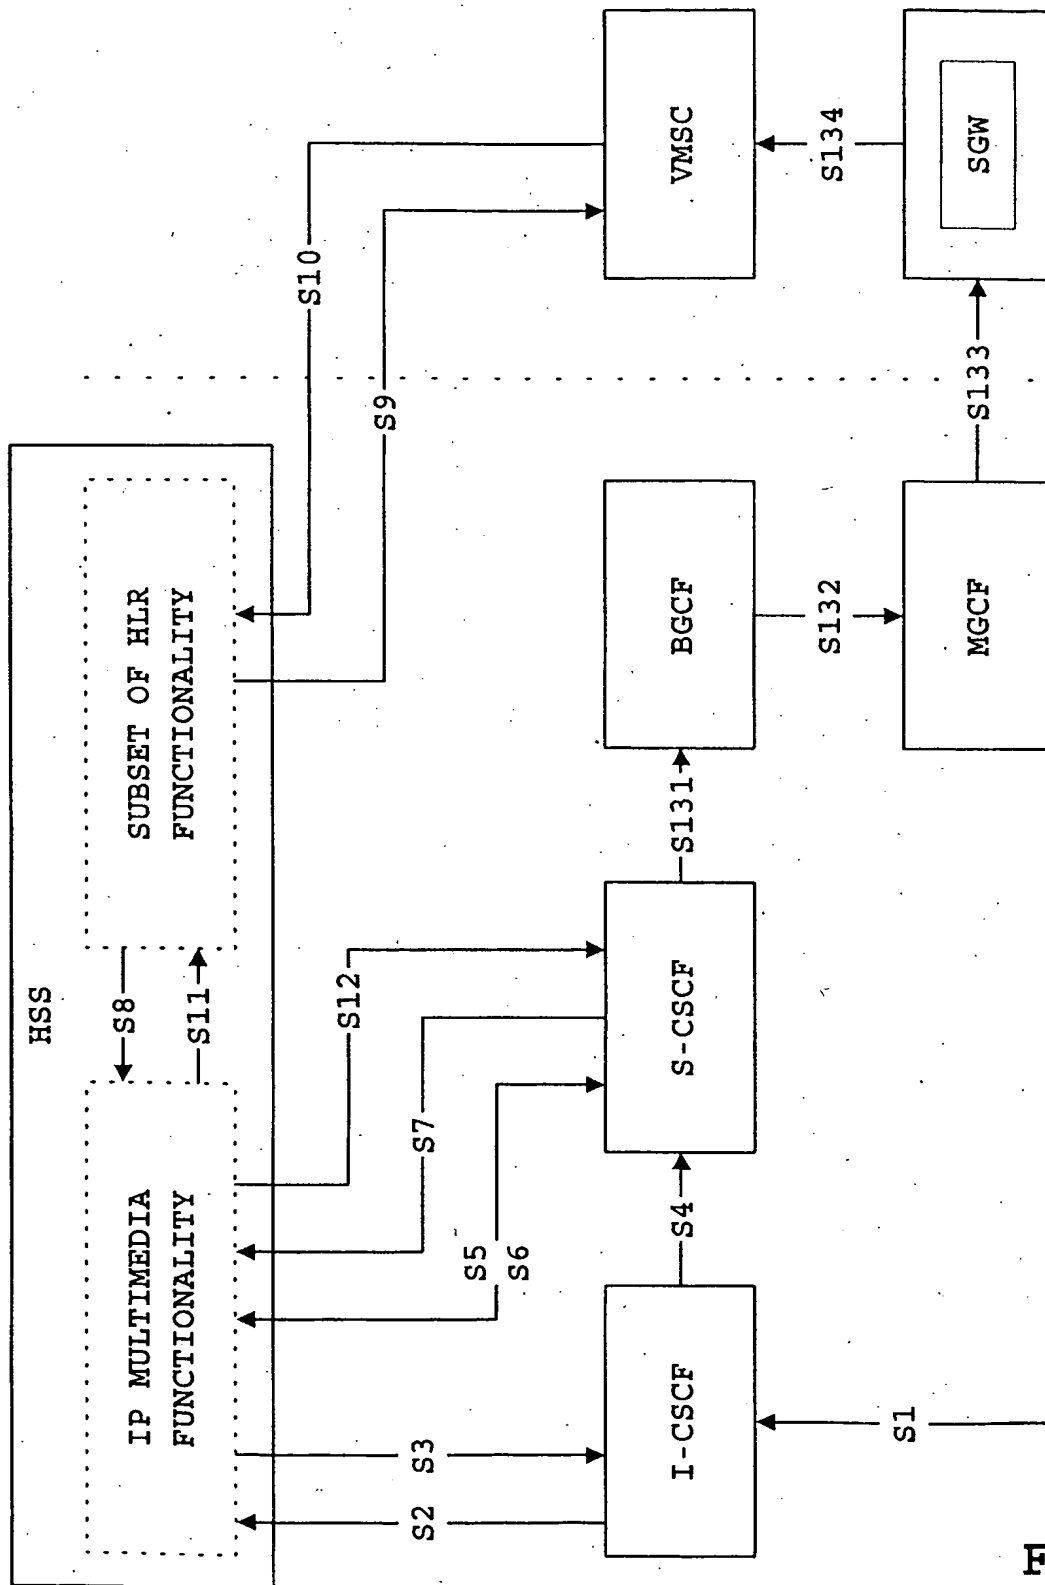 HSS
IP MULTIMEDIA
FUNCTIONALITY
S8
S11
SUBSET OF HLR
FUNCTIONALITY
S2
S3
S5
S6
S7
S12
S9
S10
I-CSCF
S4
S-CSCF
S131
BGCF
VMSC
S1
S132
S134
MGCF
S133
SGW
F